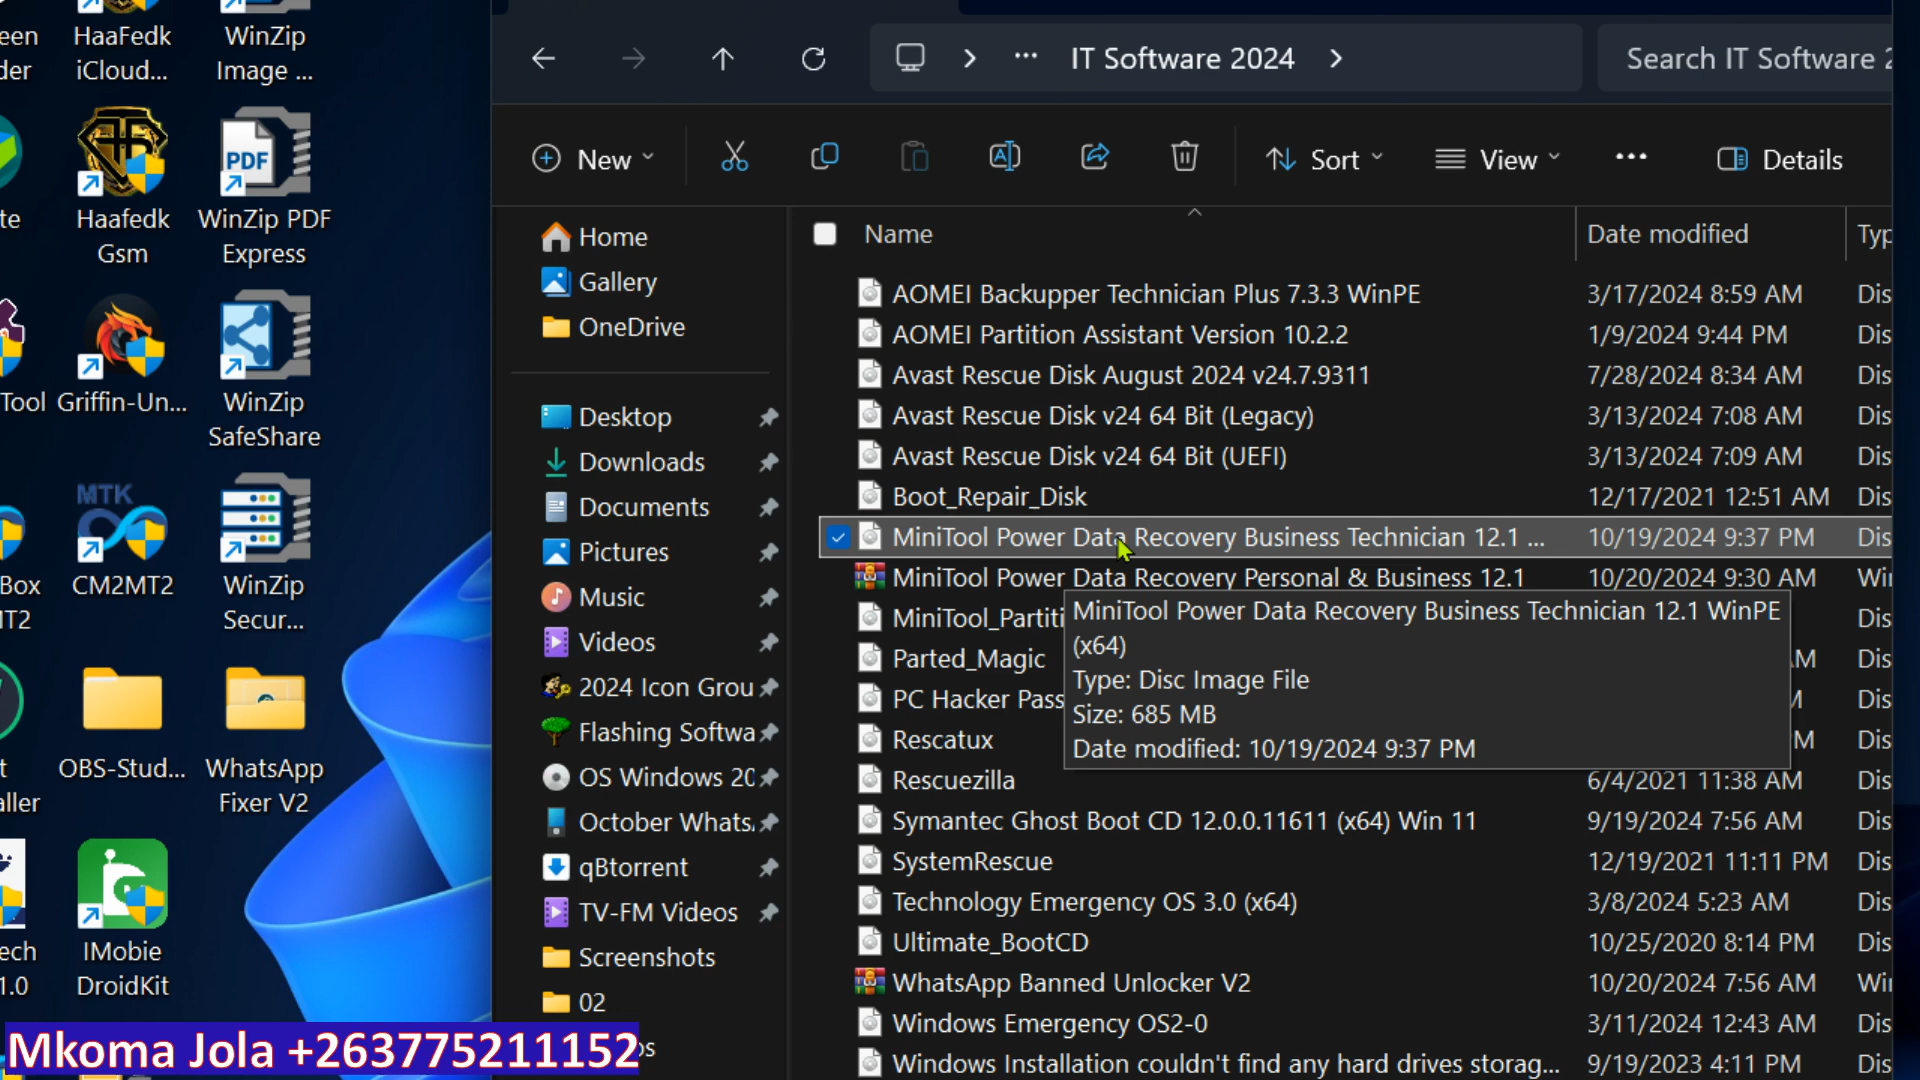 een
der
HaaFedk
iCloud...
WinZip
Image ...
te
Haafedk
Gsm
PDF
WinZip PDF
Express
Tool
Griffin-Un...
WinZip
SafeShare
Box
MT2
MTK
CM2MT2
WinZip
Secur...
t
aller
OBS-Stud...
WhatsApp
Fixer V2
ech
1.0
IMobie
DroidKit
Mkoma Jola +263775211152
IT Software 2024
Search IT Software 2
New
Sort
View
Details
Home
Gallery
OneDrive
Desktop
Downloads
Documents
Pictures
Music
Videos
2024 Icon Grou
Flashing Softwa
OS Windows 20
October Whats
qBtorrent
TV-FM Videos
Screenshots
02
os
Name Date modified Typ
AOMEI Backupper Technician Plus 7.3.3 WinPE 3/17/2024 8:59 AM Dis
AOMEI Partition Assistant Version 10.2.2 1/9/2024 9:44 PM Dis
Avast Rescue Disk August 2024 v24.7.9311 7/28/2024 8:34 AM Dis
Avast Rescue Disk v24 64 Bit (Legacy) 3/13/2024 7:08 AM Dis
Avast Rescue Disk v24 64 Bit (UEFI) 3/13/2024 7:09 AM Dis
Boot_Repair_Disk 12/17/2021 12:51 AM Dis
MiniTool Power Data Recovery Business Technician 12.1 ... 10/19/2024 9:37 PM Dis
MiniTool Power Data Recovery Personal & Business 12.1 10/20/2024 9:30 AM Wi
MiniTool_Partiti Dis
Parted_Magic M Dis
PC Hacker Pass Dis
Rescatux M Dis
MiniTool Power Data Recovery Business Technician 12.1 WinPE
(x64)
Type: Disc Image File
Size: 685 MB
Date modified: 10/19/2024 9:37 PM
Rescuezilla 6/4/2021 11:38 AM Dis
Symantec Ghost Boot CD 12.0.0.11611 (x64) Win 11 9/19/2024 7:56 AM Dis
SystemRescue 12/19/2021 11:11 PM Dis
Technology Emergency OS 3.0 (x64) 3/8/2024 5:23 AM Dis
Ultimate_BootCD 10/25/2020 8:14 PM Dis
WhatsApp Banned Unlocker V2 10/20/2024 7:56 AM Wi
Windows Emergency OS2-0 3/11/2024 12:43 AM Dis
Windows Installation couldn't find any hard drives storag... 9/19/2023 4:11 PM Dis